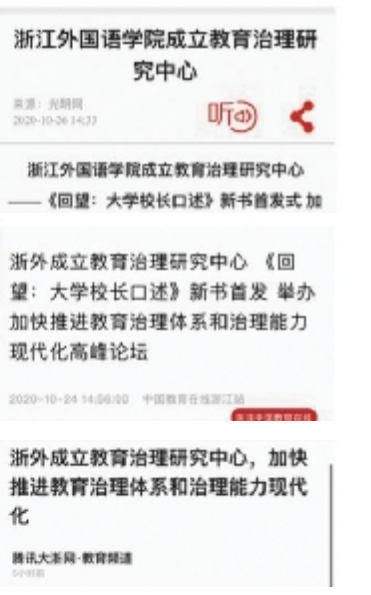 浙江外国语学院成立教育治理研
究中心
来源：光明网
2020-10-26 14:33
听
浙江外国语学院成立教育治理研究中心
——《回望：大学校长口述》新书首发式 加
浙外成立教育治理研究中心 《回
望：大学校长口述》新书首发 举办
加快推进教育治理体系和治理能力
现代化高峰论坛
2020-10-24 14:56:00 中国教育在线浙江站
浙外成立教育治理研究中心，加快
推进教育治理体系和治理能力现代
化
腾讯大浙网·教育频道